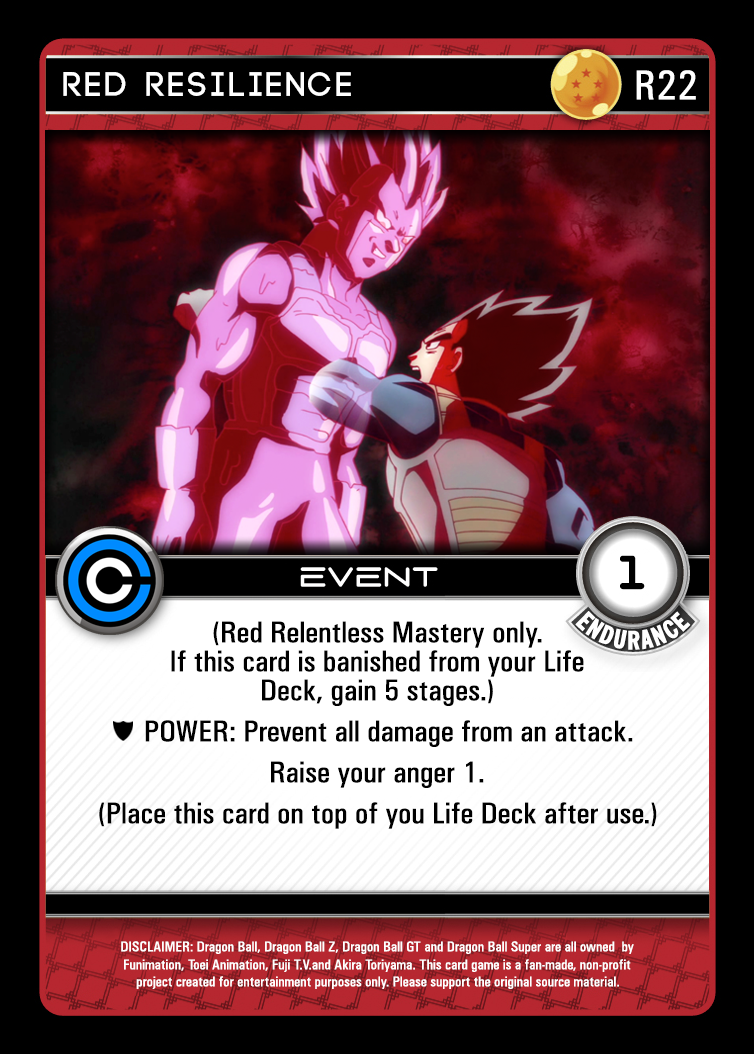 RED RESILIENCE
R22
EVENT
1
ENDURANCE
(Red Relentless Mastery only.
If this card is banished from your Life
Deck, gain 5 stages.)
POWER: Prevent all damage from an attack.
Raise your anger 1.
(Place this card on top of you Life Deck after use.)
DISCLAIMER: Dragon Ball, Dragon Ball Z, Dragon Ball GT and Dragon Ball Super are all owned by
Funimation, Toei Animation, Fuji T.V.and Akira Toriyama. This card game is a fan-made, non-profit
project created for entertainment purposes only. Please support the original source material.